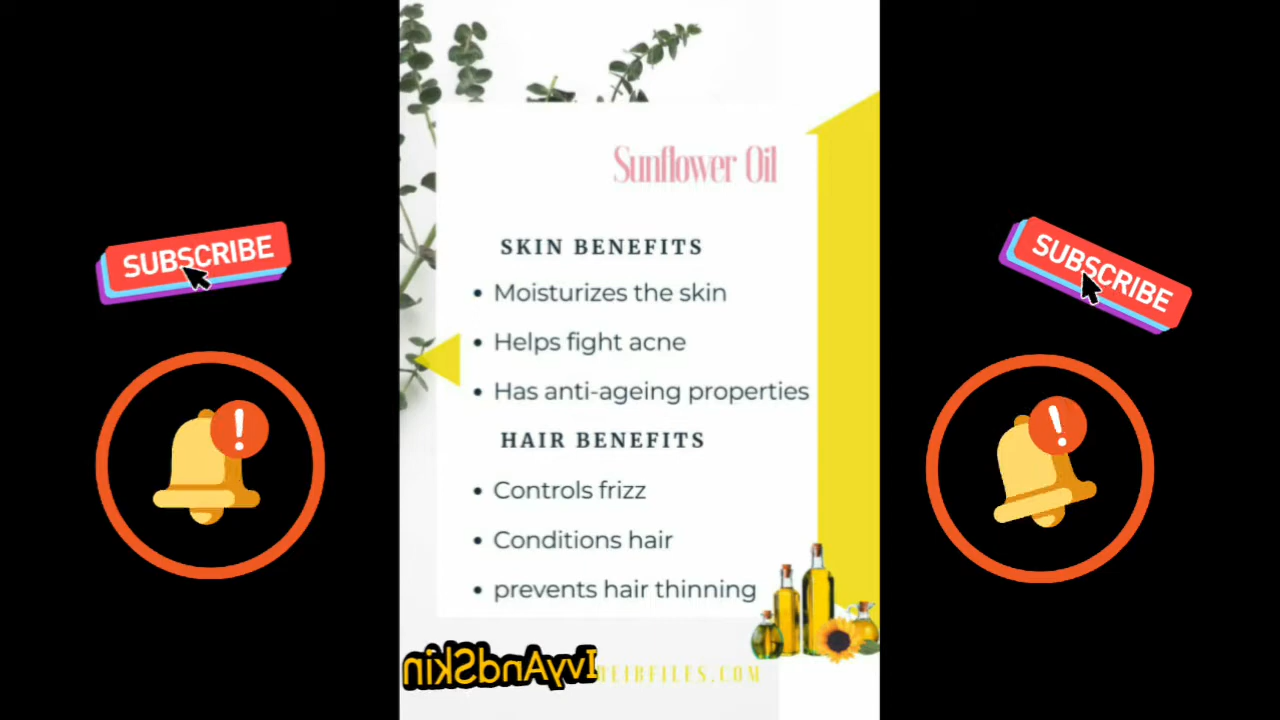 Sunflower Oil
SUBSCRIBE
SUBSCRIBE
SKIN BENEFITS
• Moisturizes the skin
• Helps fight acne
• Has anti-ageing properties
HAIR BENEFITS
• Controls frizz
• Conditions hair
• prevents hair thinning
IvyAndSkin